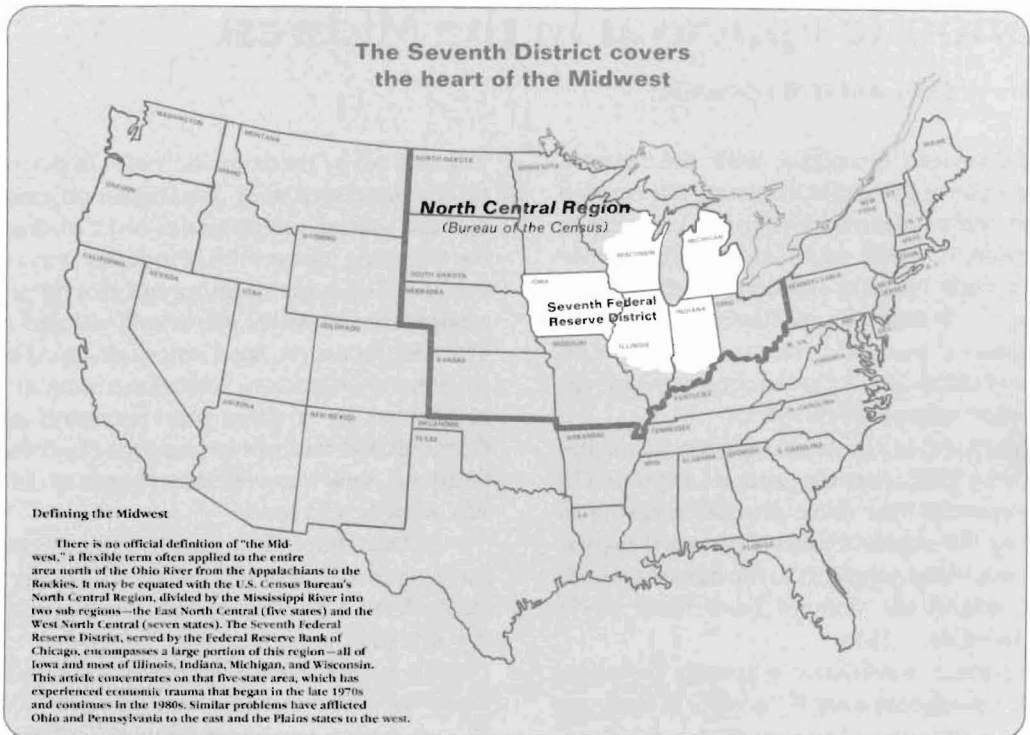 The Seventh District covers
the heart of the Midwest
WASHINGTON
MONTANA
NORTH DAKOTA
MINNESOTA
MAINE
OREGON
IDAHO
North Central Region
(Bureau of the Census)
WISCONSIN
MICHIGAN
NEW
YORK
WYOMING
SOUTH DAKOTA
NEBRASKA
IOWA
PENNSYLVANIA
CALIFORNIA
NEVADA
UTAH
COLORADO
Seventh Federal
Reserve District
INDIANA
OHIO
NEW
JERSEY
MISSOURI
ILLINOIS
KANSAS
W. VA.
VIRGINIA
KENTUCKY
ARIZONA
NEW MEXICO
OKLAHOMA
TEXAS
ARKANSAS
TENNESSEE
N. CAROLINA
S. CAROLINA
MISS
ALABAMA
GEORGIA
LA
FLORIDA
Defining the Midwest
There is no official definition of "the Mid-
west," a flexible term often applied to the entire
area north of the Ohio River from the Appalachians to the
Rockies. It may be equated with the U.S. Census Bureau's
North Central Region, divided by the Mississippi River into
two sub regions—the East North Central (five states) and the
West North Central (seven states). The Seventh Federal
Reserve District, served by the Federal Reserve Bank of
Chicago, encompasses a large portion of this region—all of
Iowa and most of Illinois, Indiana, Michigan, and Wisconsin.
This article concentrates on that five-state area, which has
experienced economic trauma that began in the late 1970s
and continues in the 1980s. Similar problems have afflicted
Ohio and Pennsylvania to the east and the Plains states to the west.